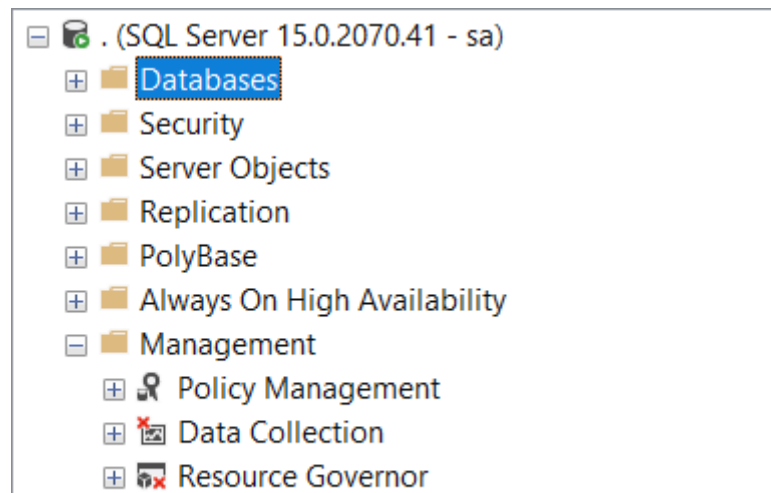 . (SQL Server 15.0.2070.41 - sa)
Databases
Security
Server Objects
Replication
PolyBase
Always On High Availability
Management
Policy Management
Data Collection
Resource Governor